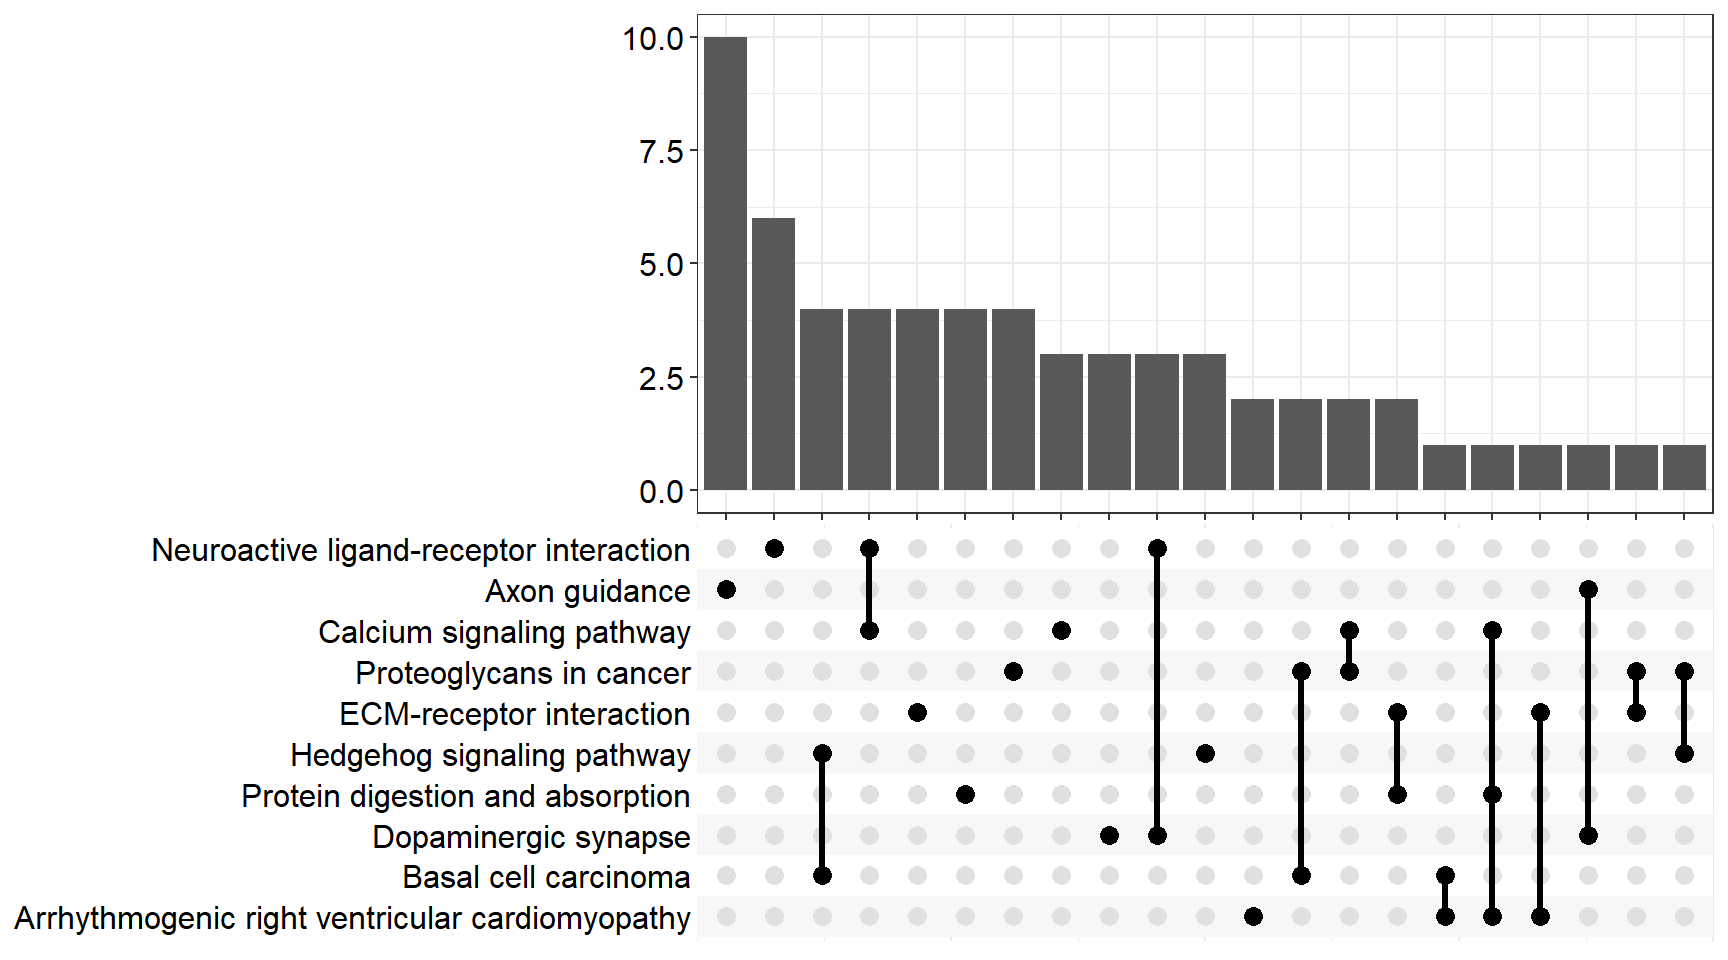 10.0
7.5
5.0
2.5
0.0
Neuroactive ligand-receptor interaction
Axon guidance
Calcium signaling pathway
Proteoglycans in cancer
ECM-receptor interaction
Hedgehog signaling pathway
Protein digestion and absorption
Dopaminergic synapse
Basal cell carcinoma
Arrhythmogenic right ventricular cardiomyopathy